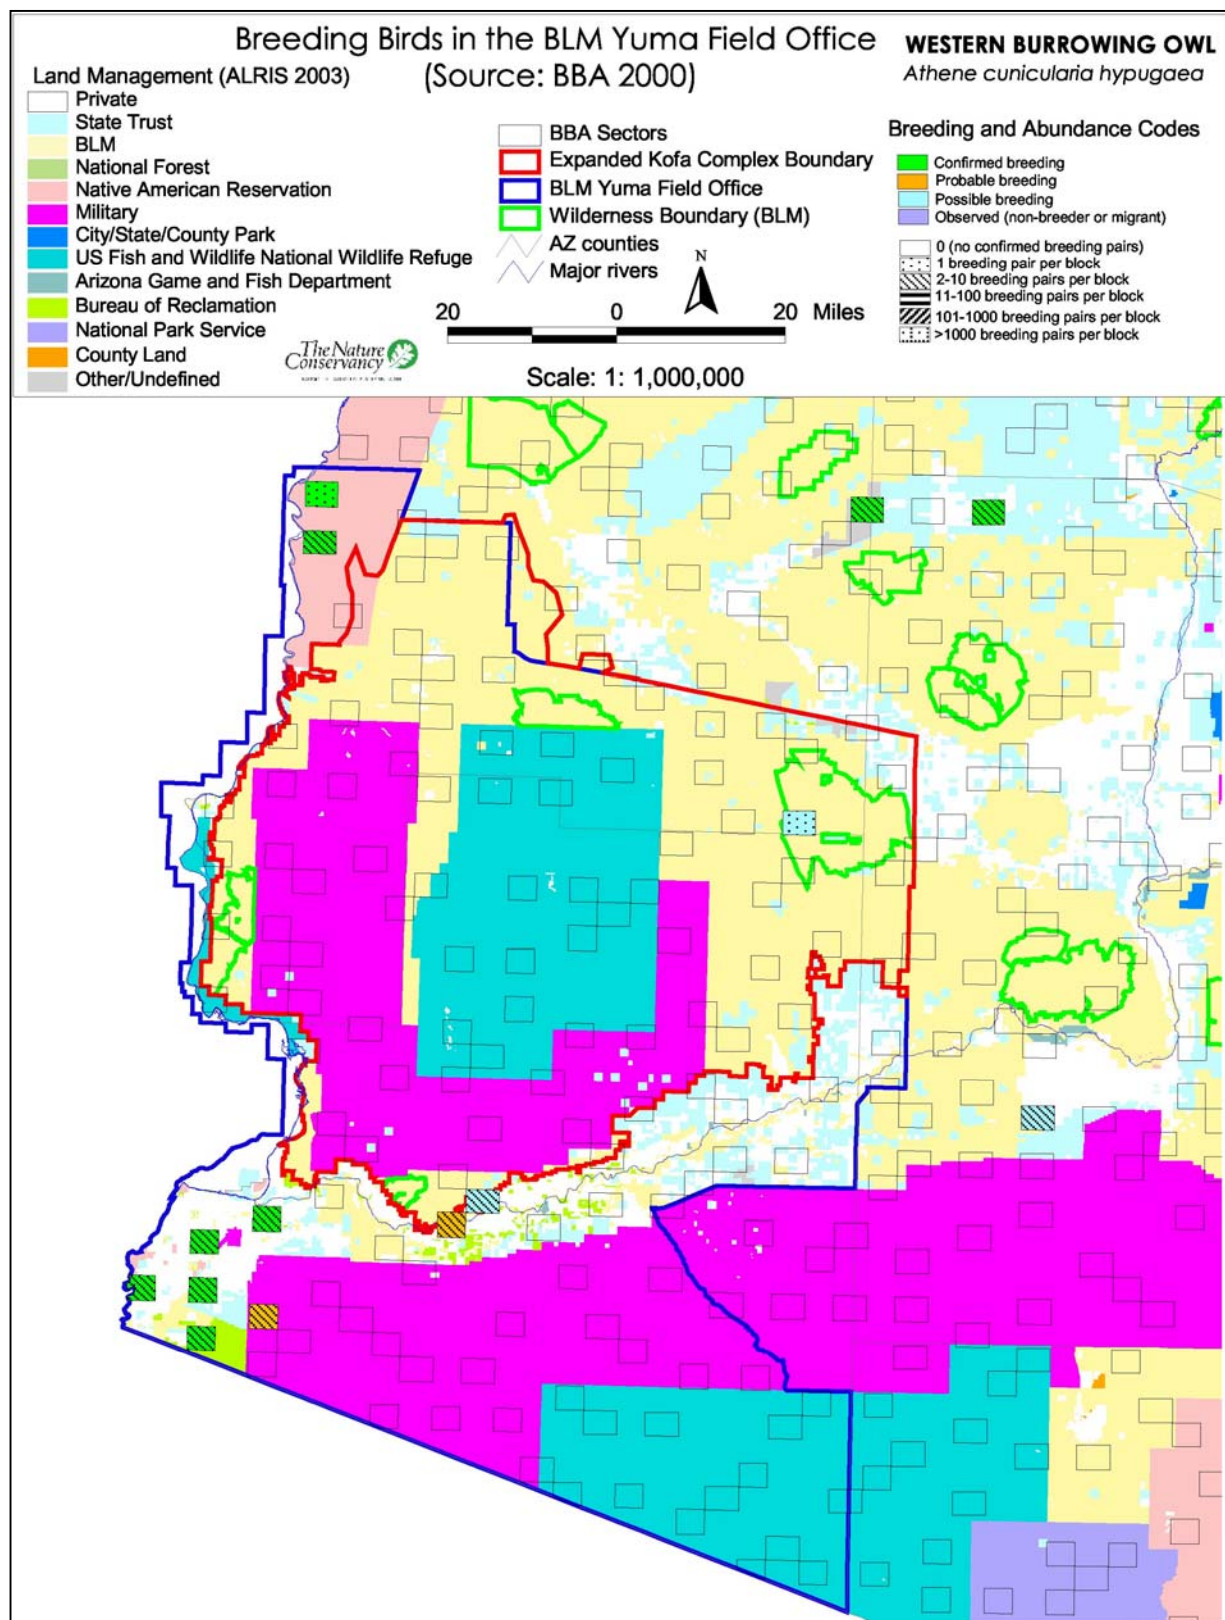 Breeding Birds in the BLM Yuma Field Office
(Source: BBA 2000)
WESTERN BURROWING OWL
Athene cunicularia hypugaea
Land Management (ALRIS 2003)
Private
State Trust
BLM
National Forest
Native American Reservation
Military
City/State/County Park
US Fish and Wildlife National Wildlife Refuge
Arizona Game and Fish Department
Bureau of Reclamation
National Park Service
County Land
Other/Undefined
BBA Sectors
Expanded Kofa Complex Boundary
BLM Yuma Field Office
Wilderness Boundary (BLM)
AZ counties
Major rivers
N
20 0 20 Miles
Scale: 1: 1,000,000
The Nature
Conservancy
Breeding and Abundance Codes
Confirmed breeding
Probable breeding
Possible breeding
Observed (non-breeder or migrant)
0 (no confirmed breeding pairs)
1 breeding pair per block
2-10 breeding pairs per block
11-100 breeding pairs per block
101-1000 breeding pairs per block
>1000 breeding pairs per block